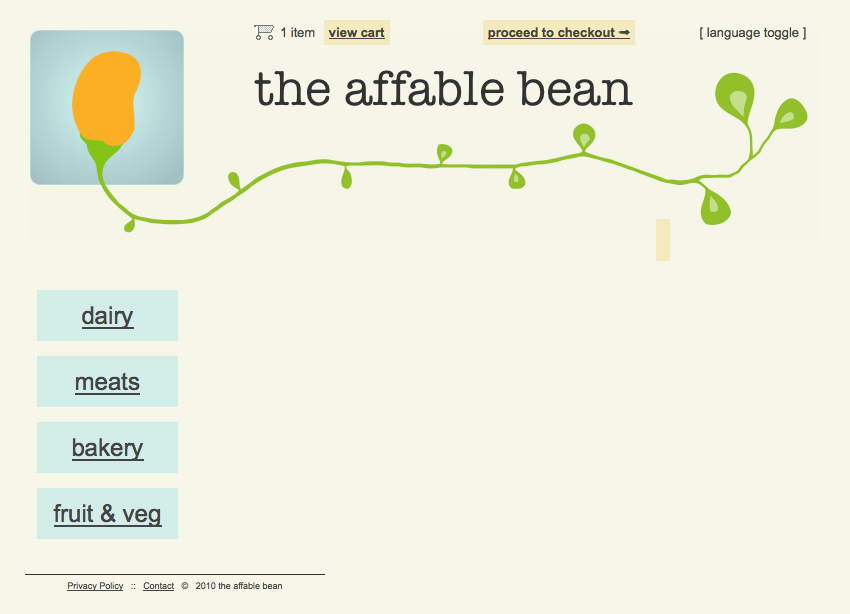 1 item view cart proceed to checkout ➞ [ language toggle ]
the affable bean
dairy
meats
bakery
fruit & veg
Privacy Policy :: Contact © 2010 the affable bean